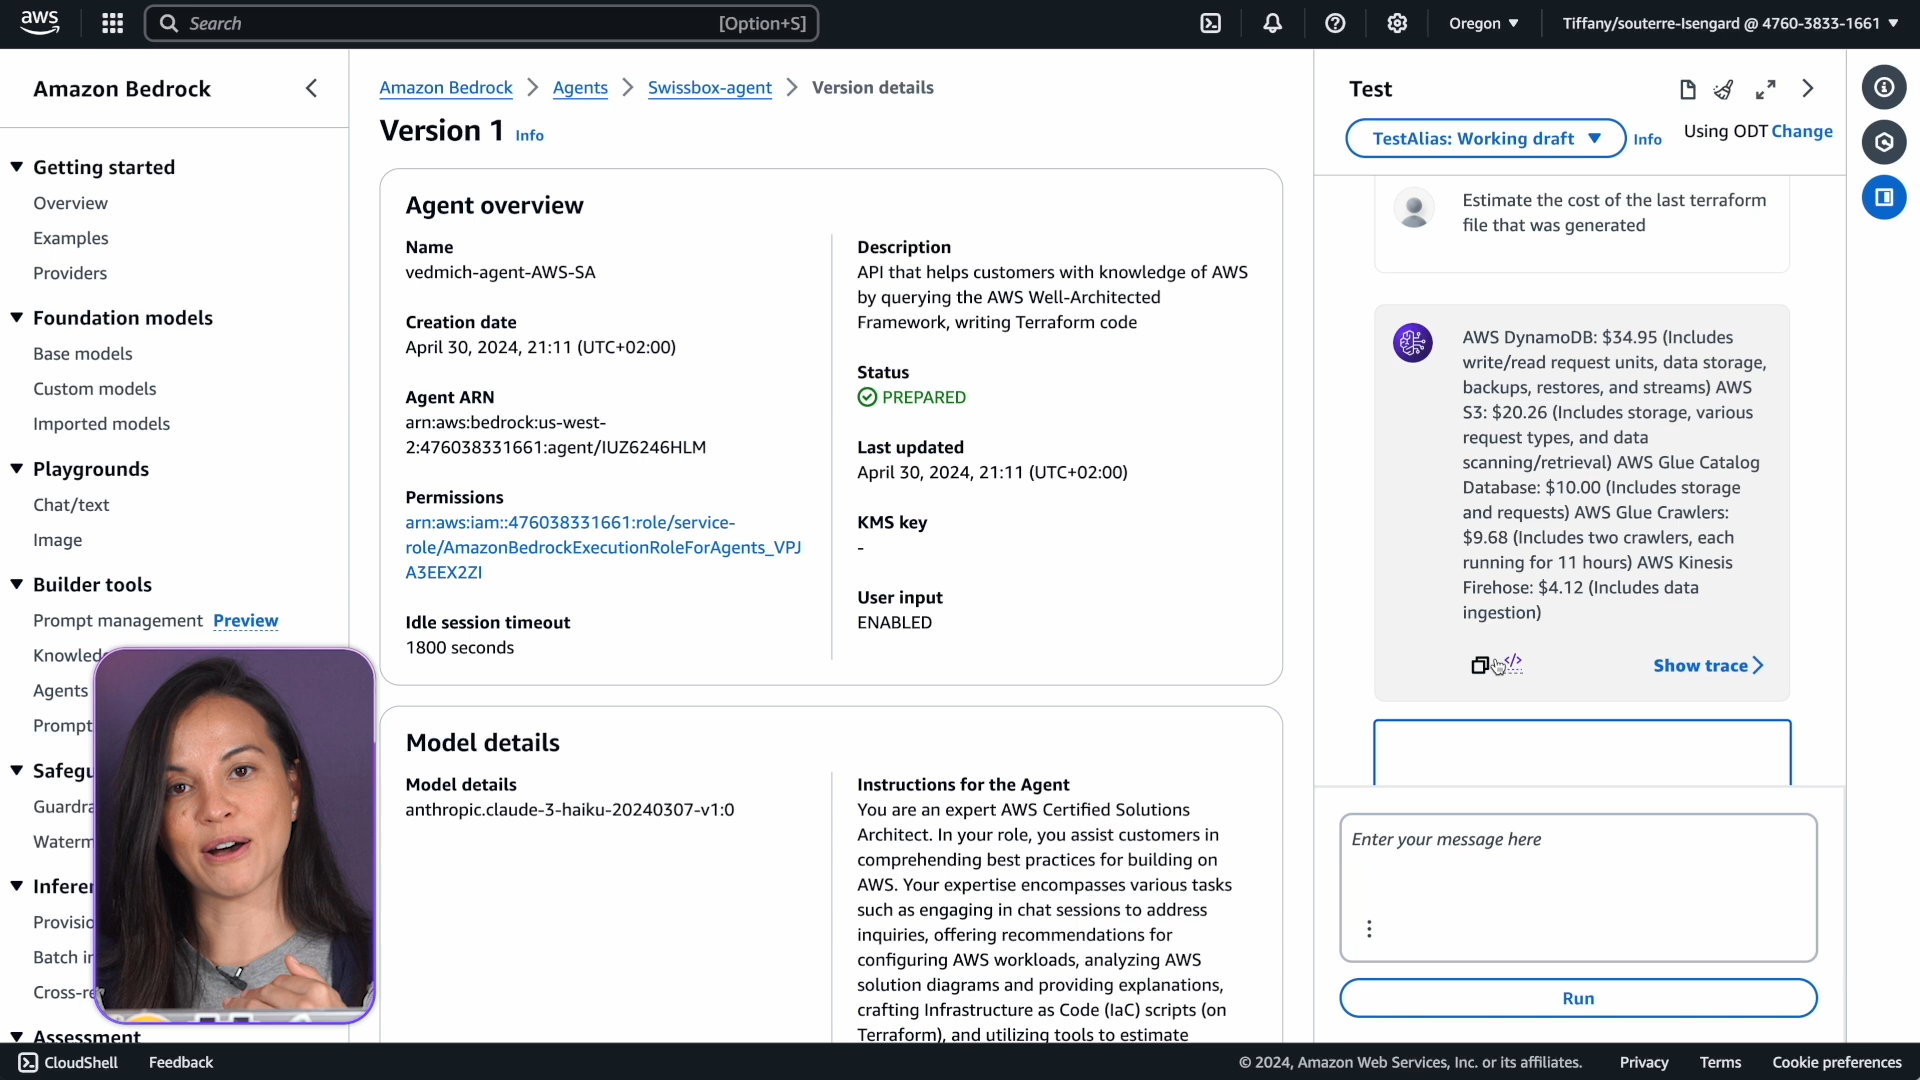 aws
Search
[Option+S]
Oregon
Tiffany/souterre-Isengard @ 4760-3833-1661
Amazon Bedrock
Getting started
Overview
Examples
Providers
Foundation models
Base models
Custom models
Imported models
Playgrounds
Chat/text
Image
Builder tools
Prompt management Preview
Agents
Prompt
Assessment
Amazon Bedrock > Agents > Swissbox-agent > Version details
Version 1 Info
Agent overview
Name
vedmich-agent-AWS-SA
Creation date
April 30, 2024, 21:11 (UTC+02:00)
Agent ARN
arn:aws:bedrock:us-west-
2:476038331661:agent/IUZ6246HLM
Permissions
arn:aws:iam::476038331661:role/service-
role/AmazonBedrockExecutionRoleForAgents_VPJ
A3EEX2ZI
Idle session timeout
1800 seconds
Description
API that helps customers with knowledge of AWS
by querying the AWS Well-Architected
Framework, writing Terraform code
Status
PREPARED
Last updated
April 30, 2024, 21:11 (UTC+02:00)
KMS key
-
User input
ENABLED
Model details
Model details
anthropic.claude-3-haiku-20240307-v1:0
Instructions for the Agent
You are an expert AWS Certified Solutions
Architect. In your role, you assist customers in
comprehending best practices for building on
AWS. Your expertise encompasses various tasks
such as engaging in chat sessions to address
inquiries, offering recommendations for
configuring AWS workloads, analyzing AWS
solution diagrams and providing explanations,
crafting Infrastructure as Code (IaC) scripts (on
Terraform), and utilizing tools to estimate
Test
TestAlias: Working draft
Info
Using ODT Change
Estimate the cost of the last terraform
file that was generated
AWS DynamoDB: $34.95 (Includes
write/read request units, data storage,
backups, restores, and streams) AWS
S3: $20.26 (Includes storage, various
request types, and data
scanning/retrieval) AWS Glue Catalog
Database: $10.00 (Includes storage
and requests) AWS Glue Crawlers:
$9.68 (Includes two crawlers, each
running for 11 hours) AWS Kinesis
Firehose: $4.12 (Includes data
ingestion)
</>
Show trace
Enter your message here
Run
CloudShell
Feedback
© 2024, Amazon Web Services, Inc. or its affiliates.
Privacy
Terms
Cookie preferences